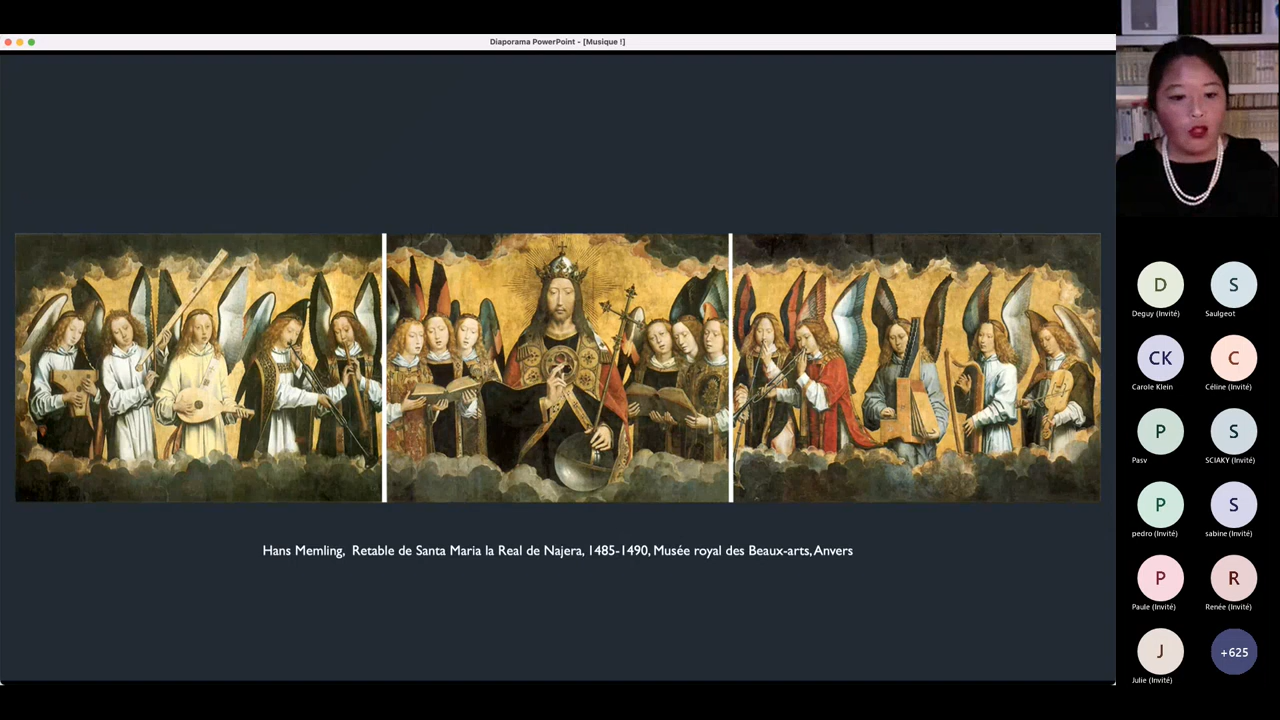 Diaporama PowerPoint - [Musique !]
Hans Memling, Retable de Santa Maria la Real de Najera, 1485-1490, Musée royal des Beaux-arts, Anvers
D
Deguy (Invité)
S
Saulgeot
CK
Carole Klein
C
Céline (Invité)
P
Pasv
S
SCIAKY (Invité)
P
pedro (Invité)
S
sabine (Invité)
P
Paule (Invité)
R
Renée (Invité)
J
Julie (Invité)
+625